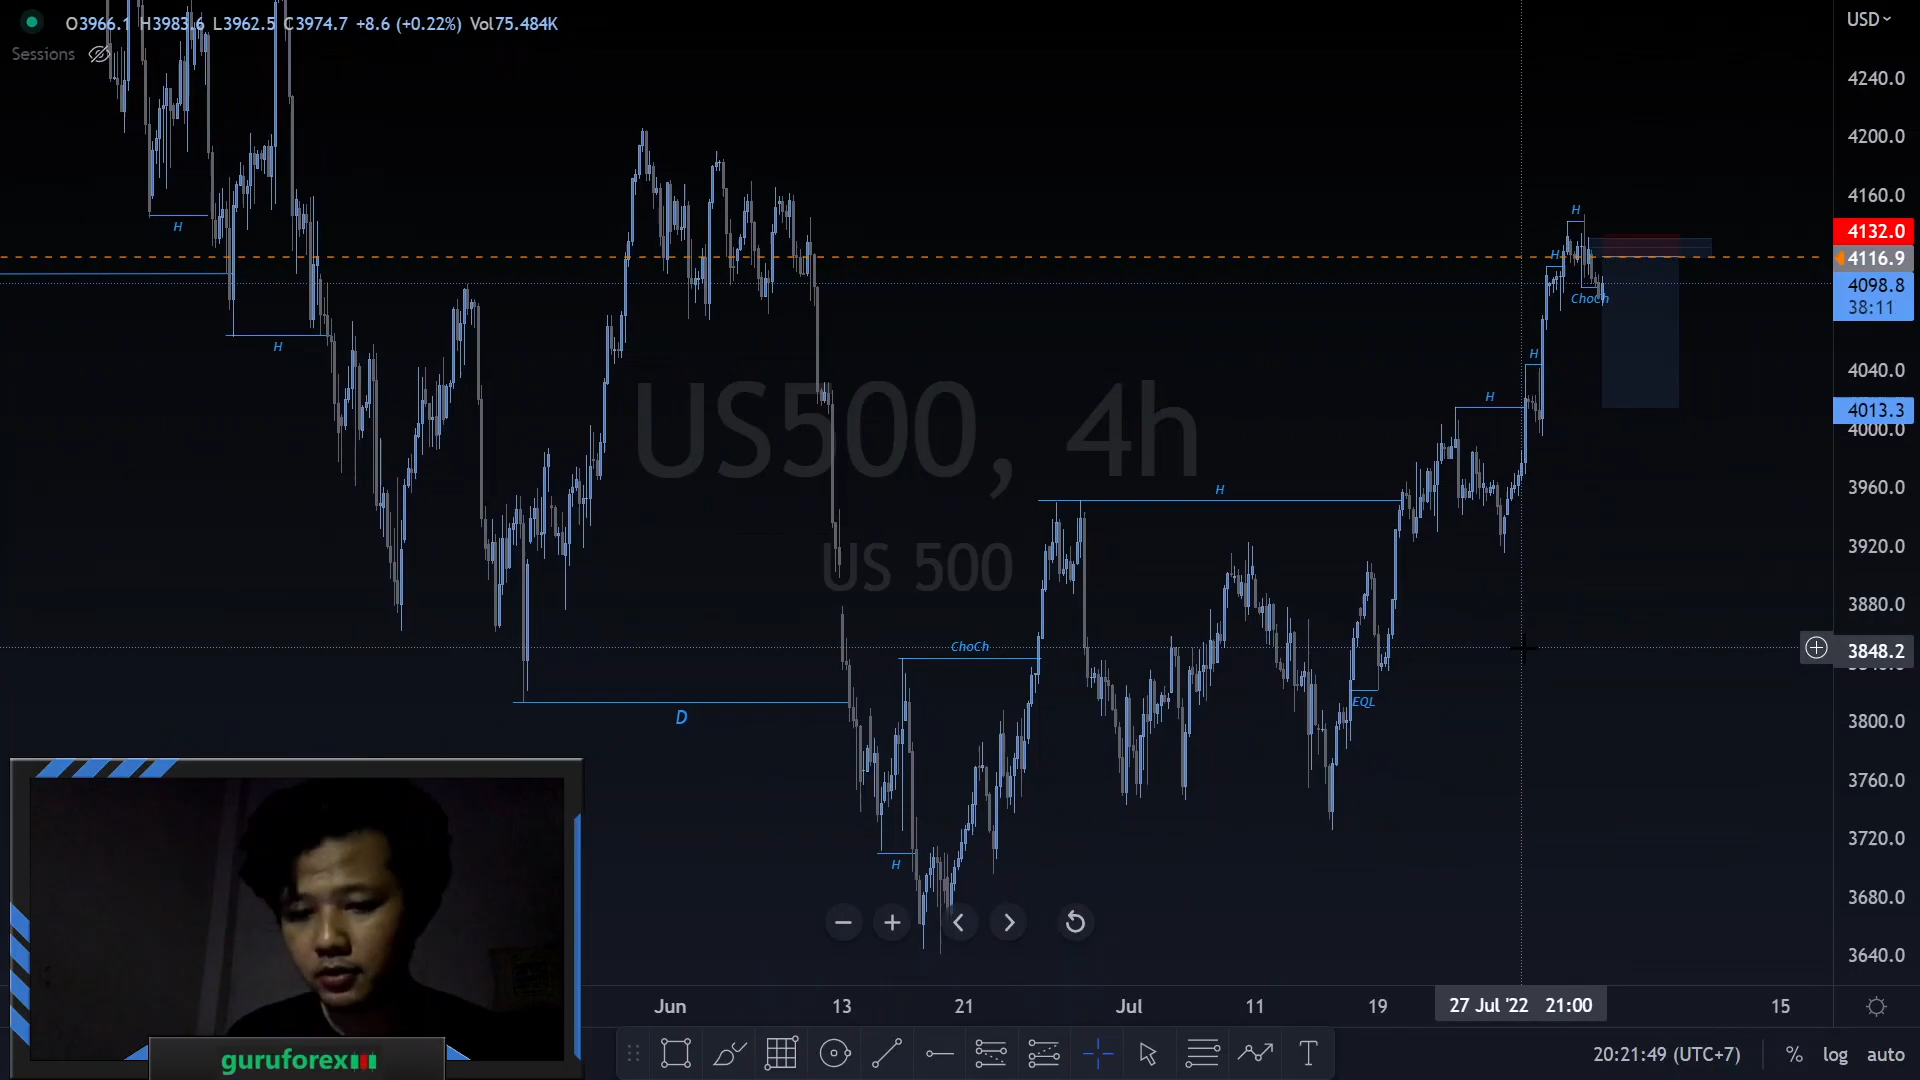 O3966.1 H3983.6 L3962.5 C3974.7 +8.6 (+0.22%) Vol75.484K
Sessions
USD
4240.0
4200.0
4160.0
4132.0
4116.9
4098.8
38:11
4040.0
4013.3
4000.0
3960.0
3920.0
3880.0
3848.2
3800.0
3760.0
3720.0
3680.0
3640.0
US500, 4h
US 500
H
H
H
H
ChoCh
H
H
H
ChoCh
EQL
D
H
Jun
13
21
Jul
11
19
27 Jul '22 21:00
15
20:21:49 (UTC+7)
%
log
auto
T
guruforex